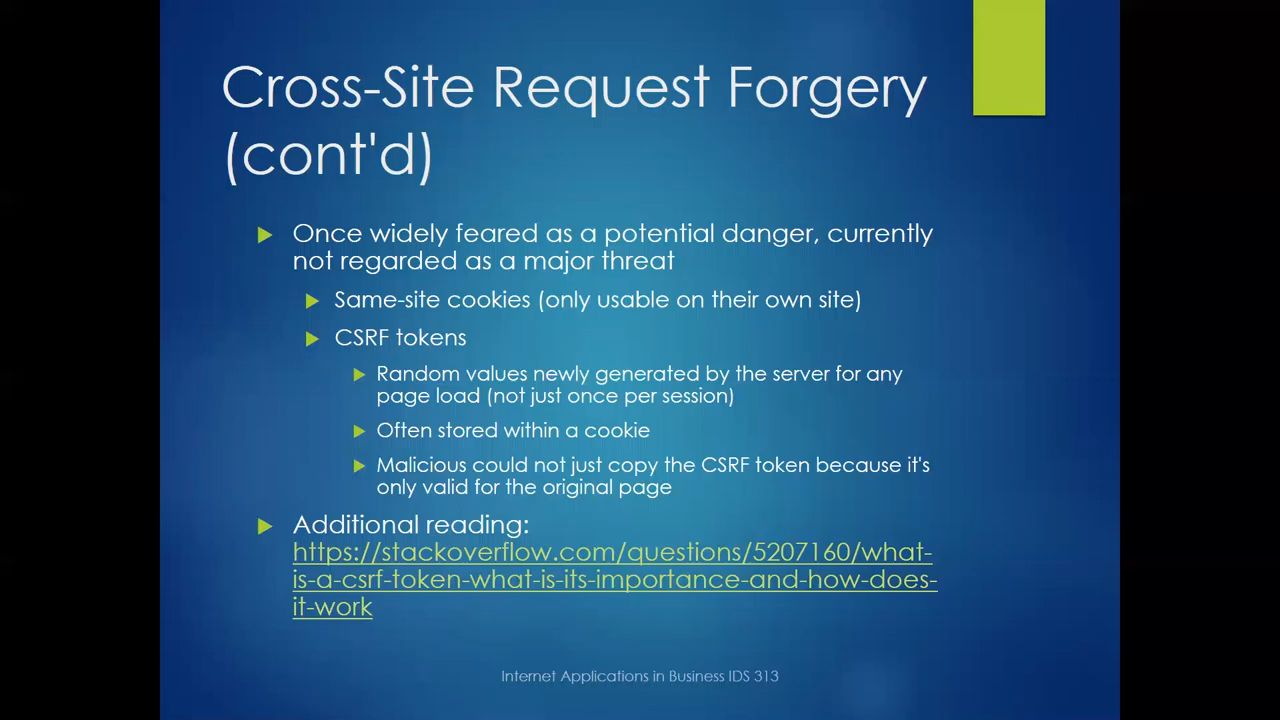 Cross-Site Request Forgery
(cont'd)
Once widely feared as a potential danger, currently
not regarded as a major threat
Same-site cookies (only usable on their own site)
CSRF tokens
Random values newly generated by the server for any
page load (not just once per session)
Often stored within a cookie
Malicious could not just copy the CSRF token because it's
only valid for the original page
Additional reading:
https://stackoverflow.com/questions/5207160/what-
is-a-csrf-token-what-is-its-importance-and-how-does-
it-work
Internet Applications in Business IDS 313